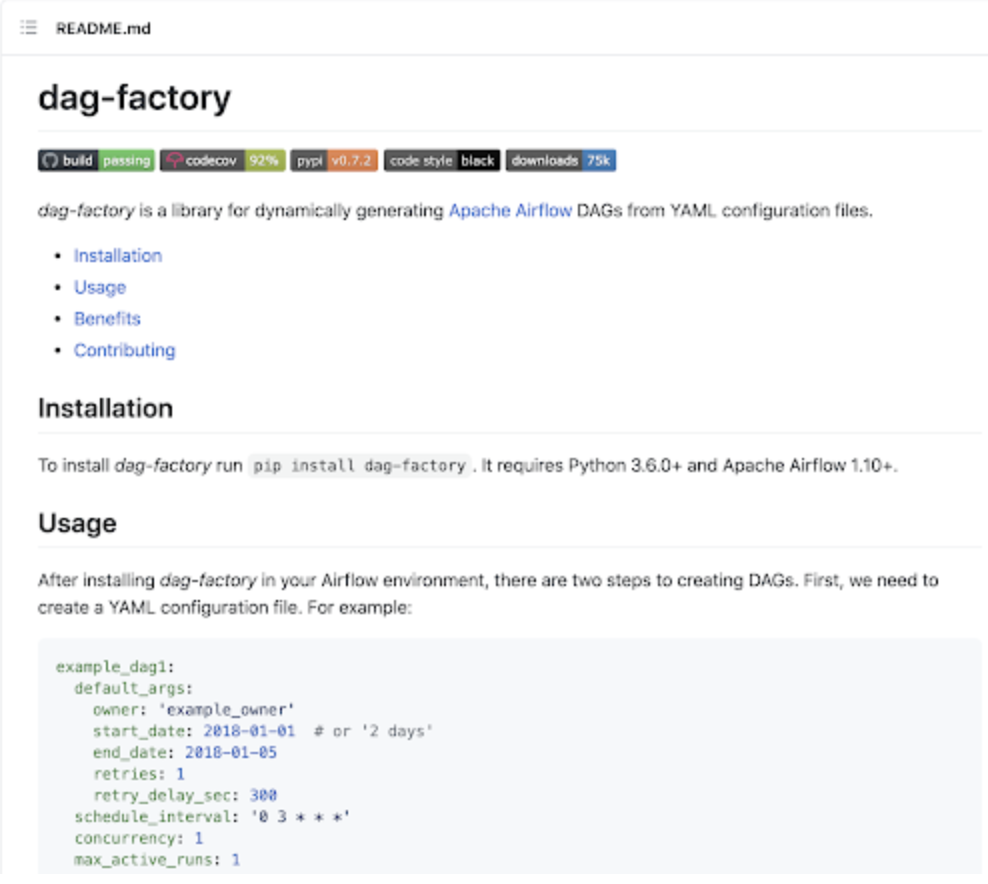 README.md
dag-factory
build passing codecov 92% pypi v0.7.2 code style black downloads 75k
dag-factory is a library for dynamically generating Apache Airflow DAGs from YAML configuration files.
• Installation
• Usage
• Benefits
• Contributing
Installation
To install dag-factory run pip install dag-factory . It requires Python 3.6.0+ and Apache Airflow 1.10+.
Usage
After installing dag-factory in your Airflow environment, there are two steps to creating DAGs. First, we need to
create a YAML configuration file. For example:
example_dag1:
  default_args:
    owner: 'example_owner'
    start_date: 2018-01-01  # or '2 days'
    end_date: 2018-01-05
    retries: 1
    retry_delay_sec: 300
  schedule_interval: '0 3 * * *'
  concurrency: 1
  max_active_runs: 1